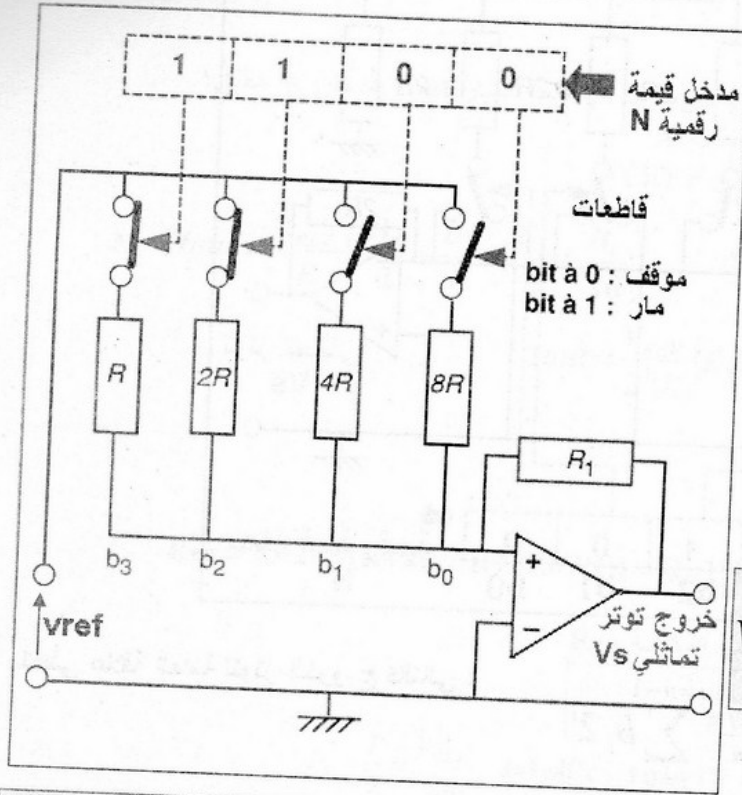 1 1 0 0
مدخل قيمة
رقمية N
قاطعات
موقف : bit à 0
مار : bit à 1
R 2R 4R 8R
R₁
b₃ b₂ b₁ b₀
+
−
vref
خروج توتر
تماثلي Vs